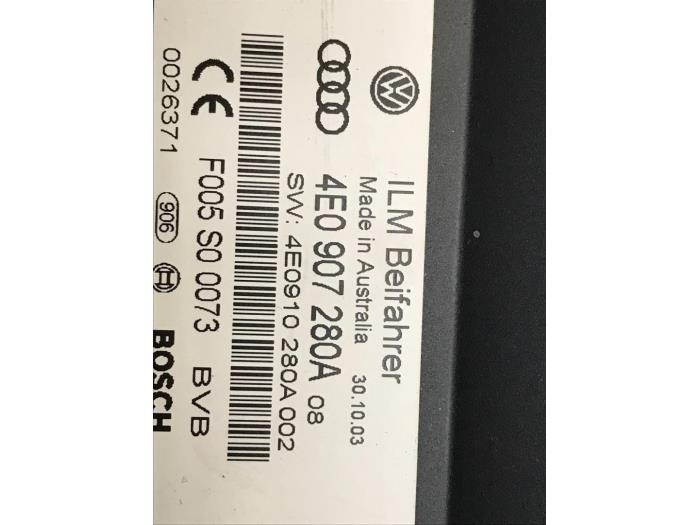 ILM Beifahrer
Made in Australia 30.10.03
4E0 907 280A 08
SW: 4E0910 280A 002
CE F005 S0 0073 BVB
0026371 906 BOSCH